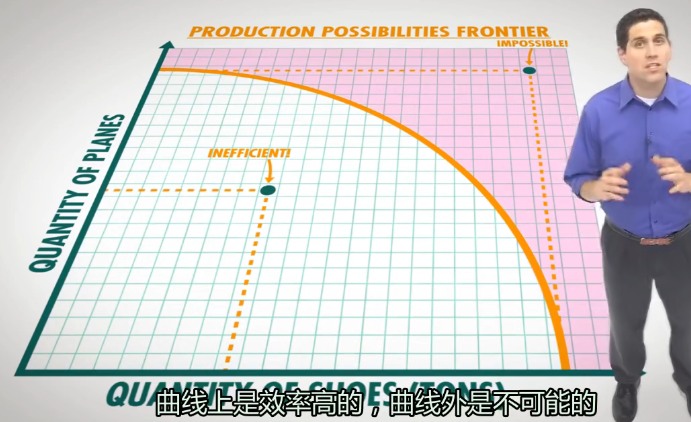 PRODUCTION POSSIBILITIES FRONTIER
IMPOSSIBLE!
INEFFICIENT!
QUANTITY OF PLANES
QUANTITY OF SHOES (TONS)
曲线上是效率高的，曲线外是不可能的